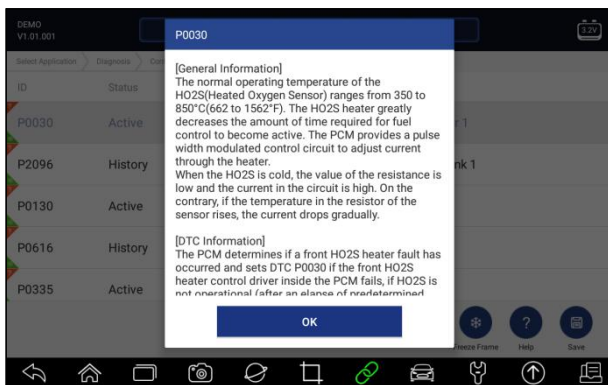 DEMO
V1.01.001
3.2V
Select Application
Diagnosis
ID
Status
P0030
Active
r 1
P2096
History
nk 1
P0130
Active
P0616
History
P0335
Active
P0030
[General Information]
The normal operating temperature of the
HO2S(Heated Oxygen Sensor) ranges from 350 to
850°C(662 to 1562°F). The HO2S heater greatly
decreases the amount of time required for fuel
control to become active. The PCM provides a pulse
width modulated control circuit to adjust current
through the heater.
When the HO2S is cold, the value of the resistance is
low and the current in the circuit is high. On the
contrary, if the temperature in the resistor of the
sensor rises, the current drops gradually.
[DTC Information]
The PCM determines if a front HO2S heater fault has
occurred and sets DTC P0030 if the front HO2S
heater control driver inside the PCM fails, if HO2S is
not operational (after an elapse of predetermined
OK
Freeze Frame
Help
Save